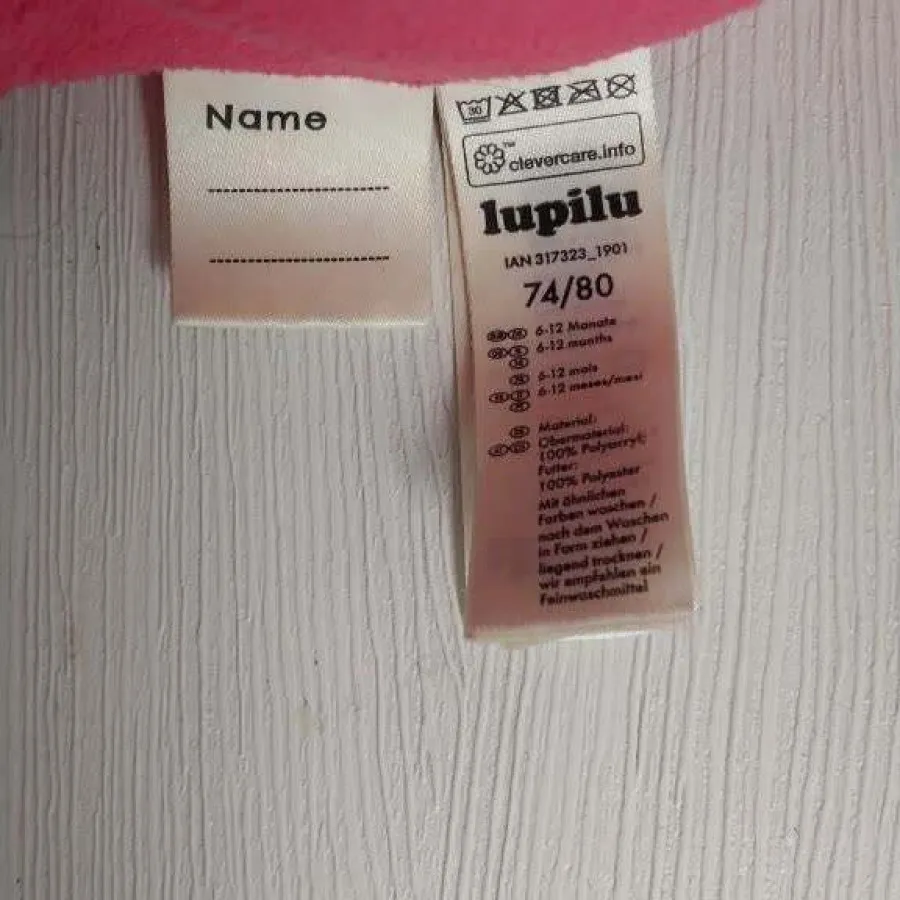 Name
30
clevercare.info
lupilu
IAN 317323_1901
74/80
6-12 Monate
6-12 months
6-12 mois
6-12 meses/mesi
Material:
Obermaterial:
100% Polyacryl;
Futter:
100% Polyester
Mit ähnlichen
Farben waschen /
nach dem Waschen
in Form ziehen /
liegend trocknen /
wir empfehlen ein
Feinwaschmittel